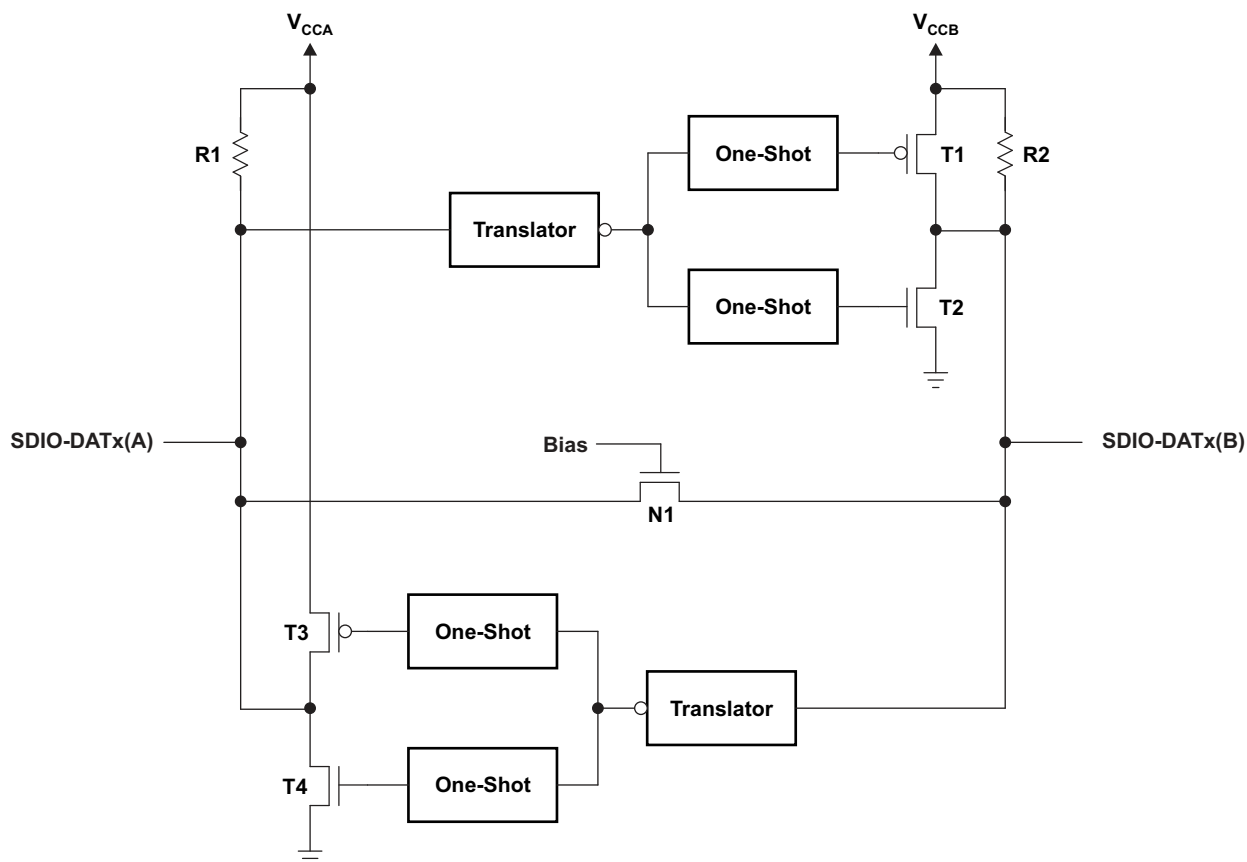 VCCA
VCCB
R1
One-Shot
T1
R2
Translator
One-Shot
T2
SDIO-DATx(A)
Bias
SDIO-DATx(B)
N1
T3
One-Shot
Translator
T4
One-Shot